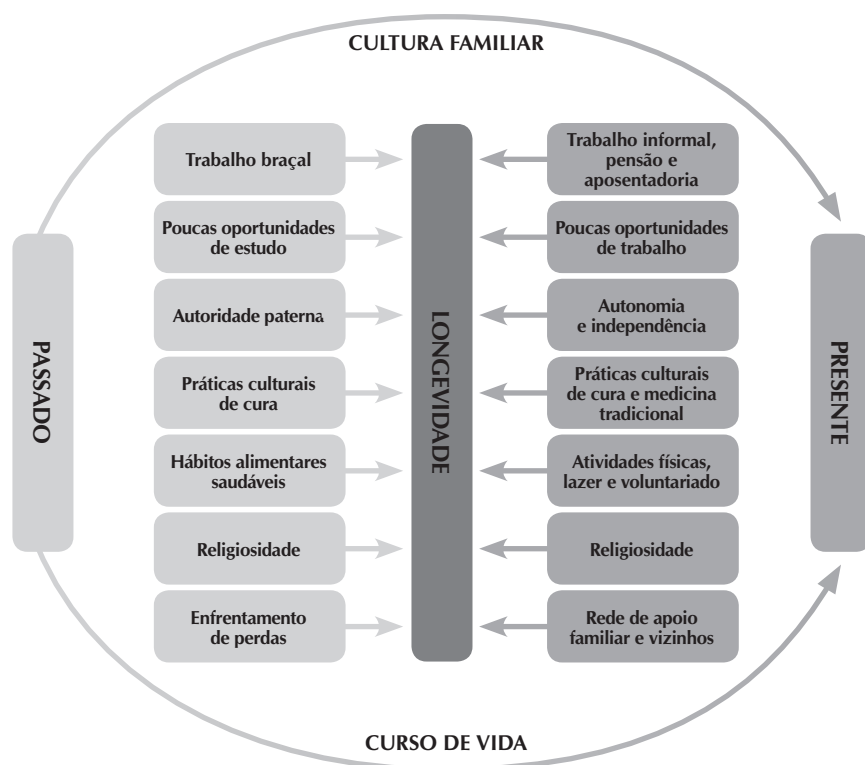 CULTURA FAMILIAR
PASSADO
Trabalho braçal
Poucas oportunidades
de estudo
Autoridade paterna
Práticas culturais
de cura
Hábitos alimentares
saudáveis
Religiosidade
Enfrentamento
de perdas
LONGEVIDADE
Trabalho informal,
pensão e
aposentadoria
Poucas oportunidades
de trabalho
Autonomia
e independência
Práticas culturais
de cura e medicina
tradicional
Atividades físicas,
lazer e voluntariado
Religiosidade
Rede de apoio
familiar e vizinhos
PRESENTE
CURSO DE VIDA